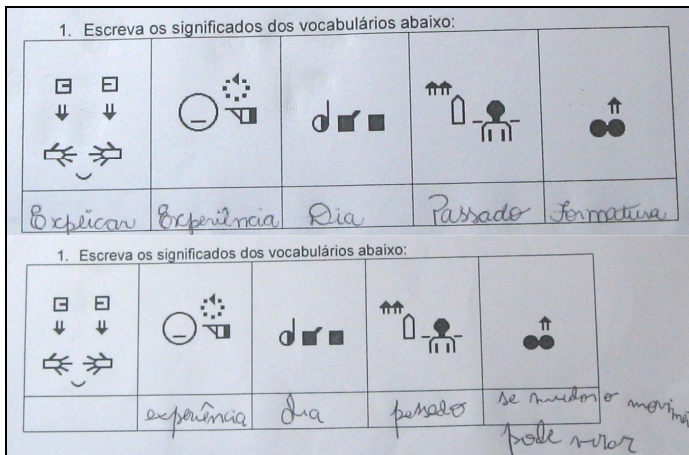 1. Escreva os significados dos vocabulários abaixo:
Explicar Experiência Dia Passado Formatura
1. Escreva os significados dos vocabulários abaixo:
experiência dia passado se mudar o
pode virar